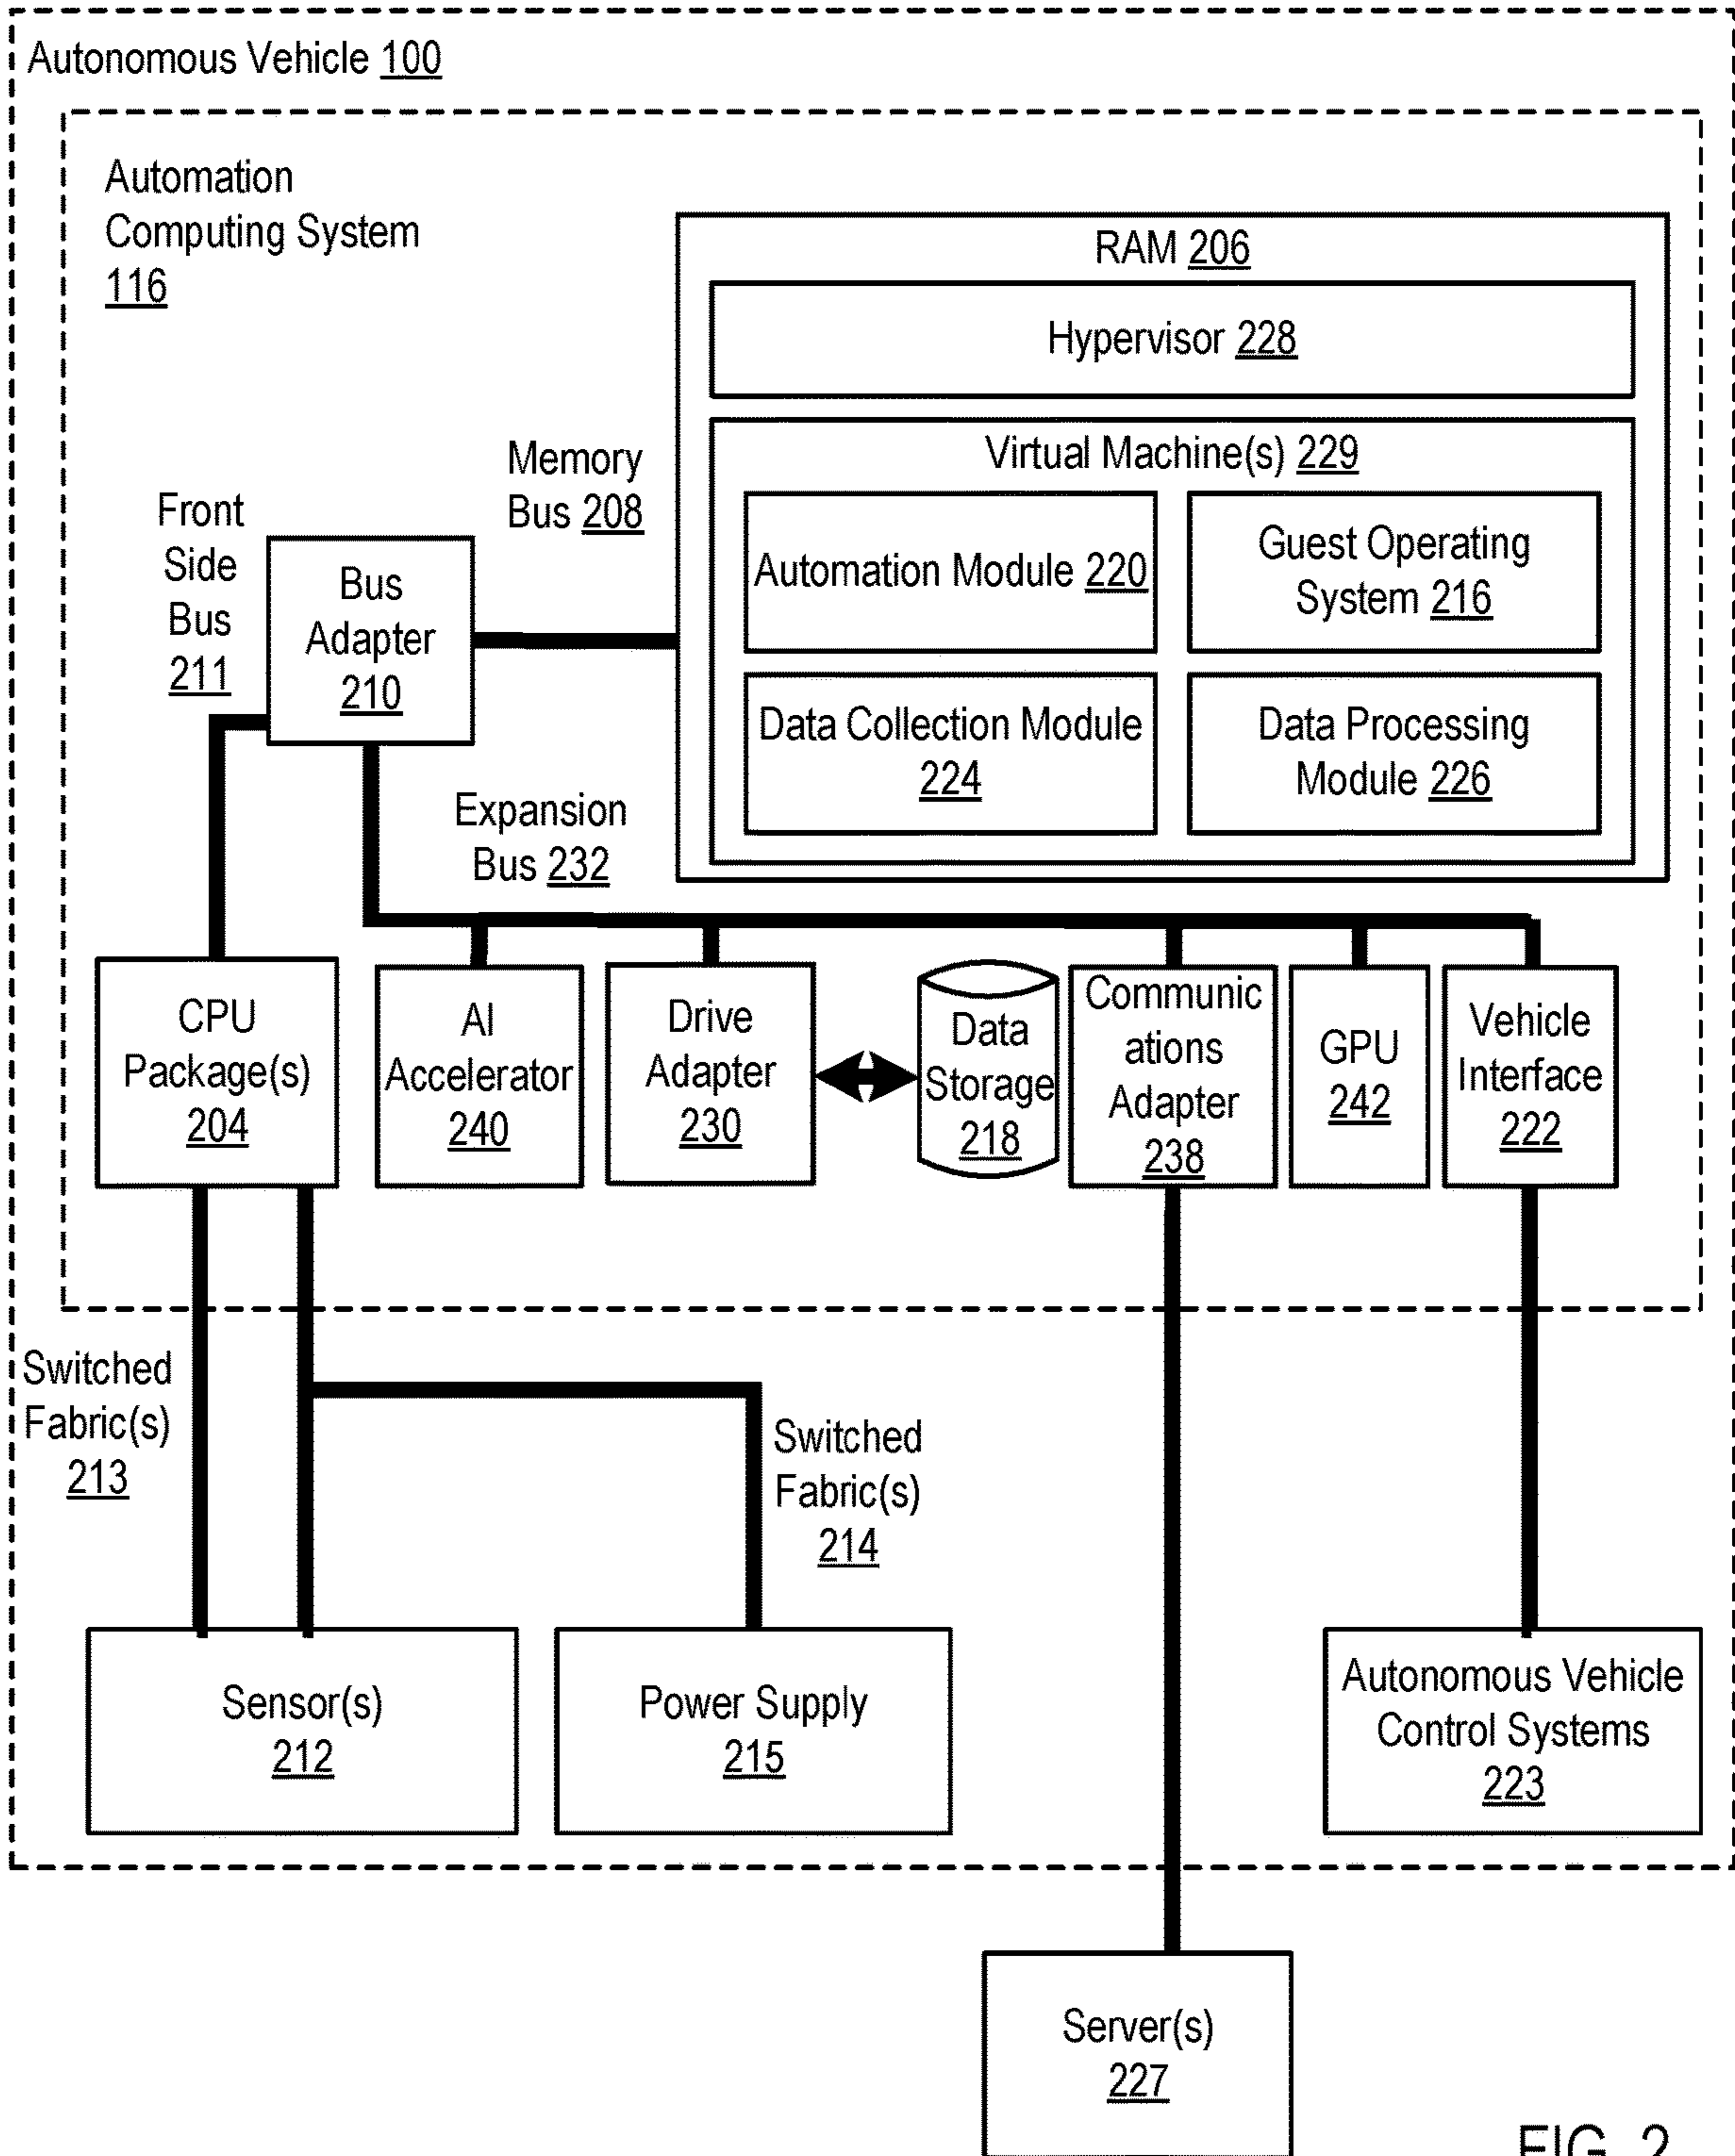 Autonomous Vehicle 100
Automation
Computing System
116
RAM 206
Hypervisor 228
Virtual Machine(s) 229
Automation Module 220
Guest Operating
System 216
Data Collection Module
224
Data Processing
Module 226
Memory
Bus 208
Front
Side
Bus
211
Bus
Adapter
210
Expansion
Bus 232
CPU
Package(s)
204
AI
Accelerator
240
Drive
Adapter
230
Data
Storage
218
Communic
ations
Adapter
238
GPU
242
Vehicle
Interface
222
Switched
Fabric(s)
213
Switched
Fabric(s)
214
Sensor(s)
212
Power Supply
215
Autonomous Vehicle
Control Systems
223
Server(s)
227
FIG. 2